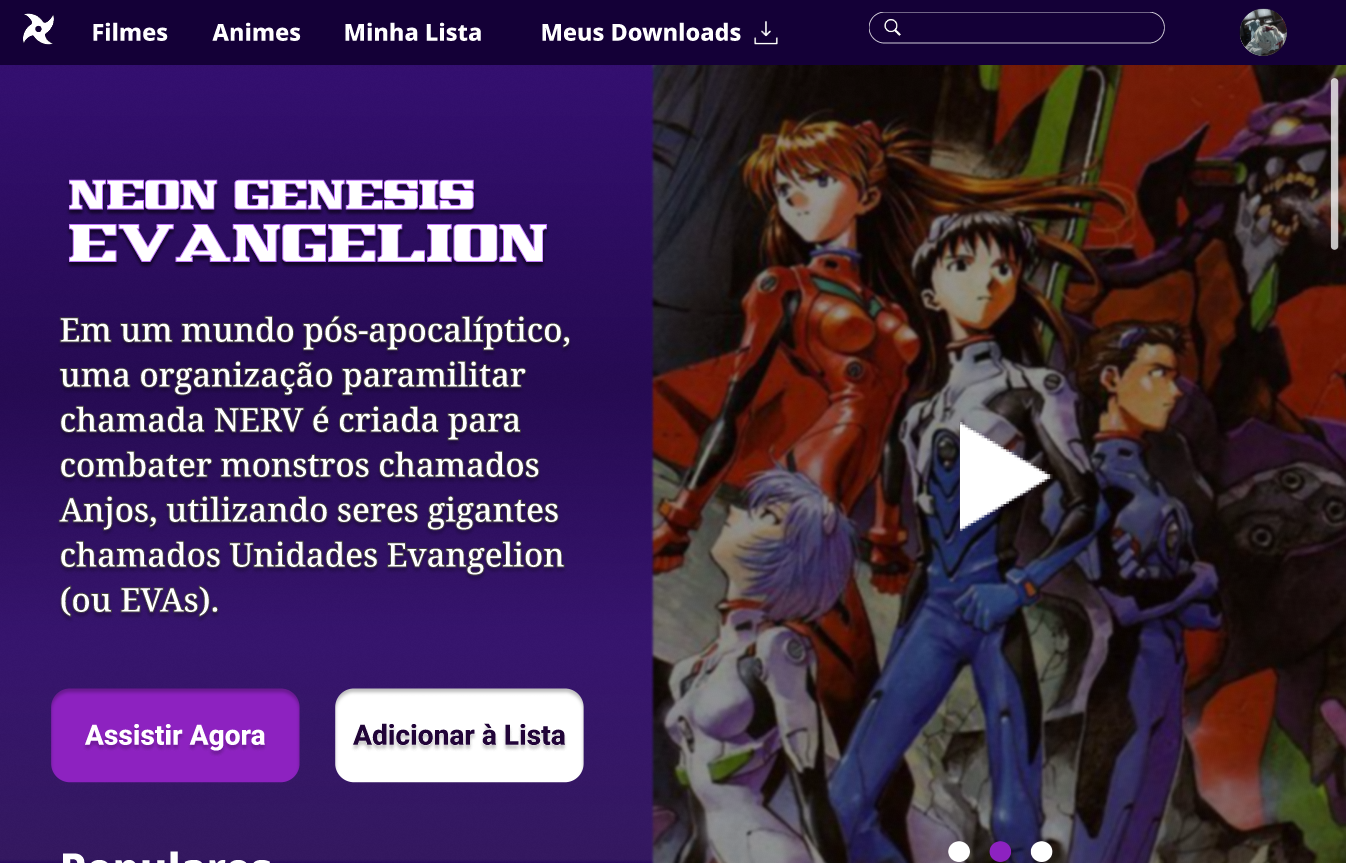 Filmes Animes Minha Lista Meus Downloads
NEON GENESIS
EVANGELION
Em um mundo pós-apocalíptico,
uma organização paramilitar
chamada NERV é criada para
combater monstros chamados
Anjos, utilizando seres gigantes
chamados Unidades Evangelion
(ou EVAs).
Assistir Agora Adicionar à Lista
Populares